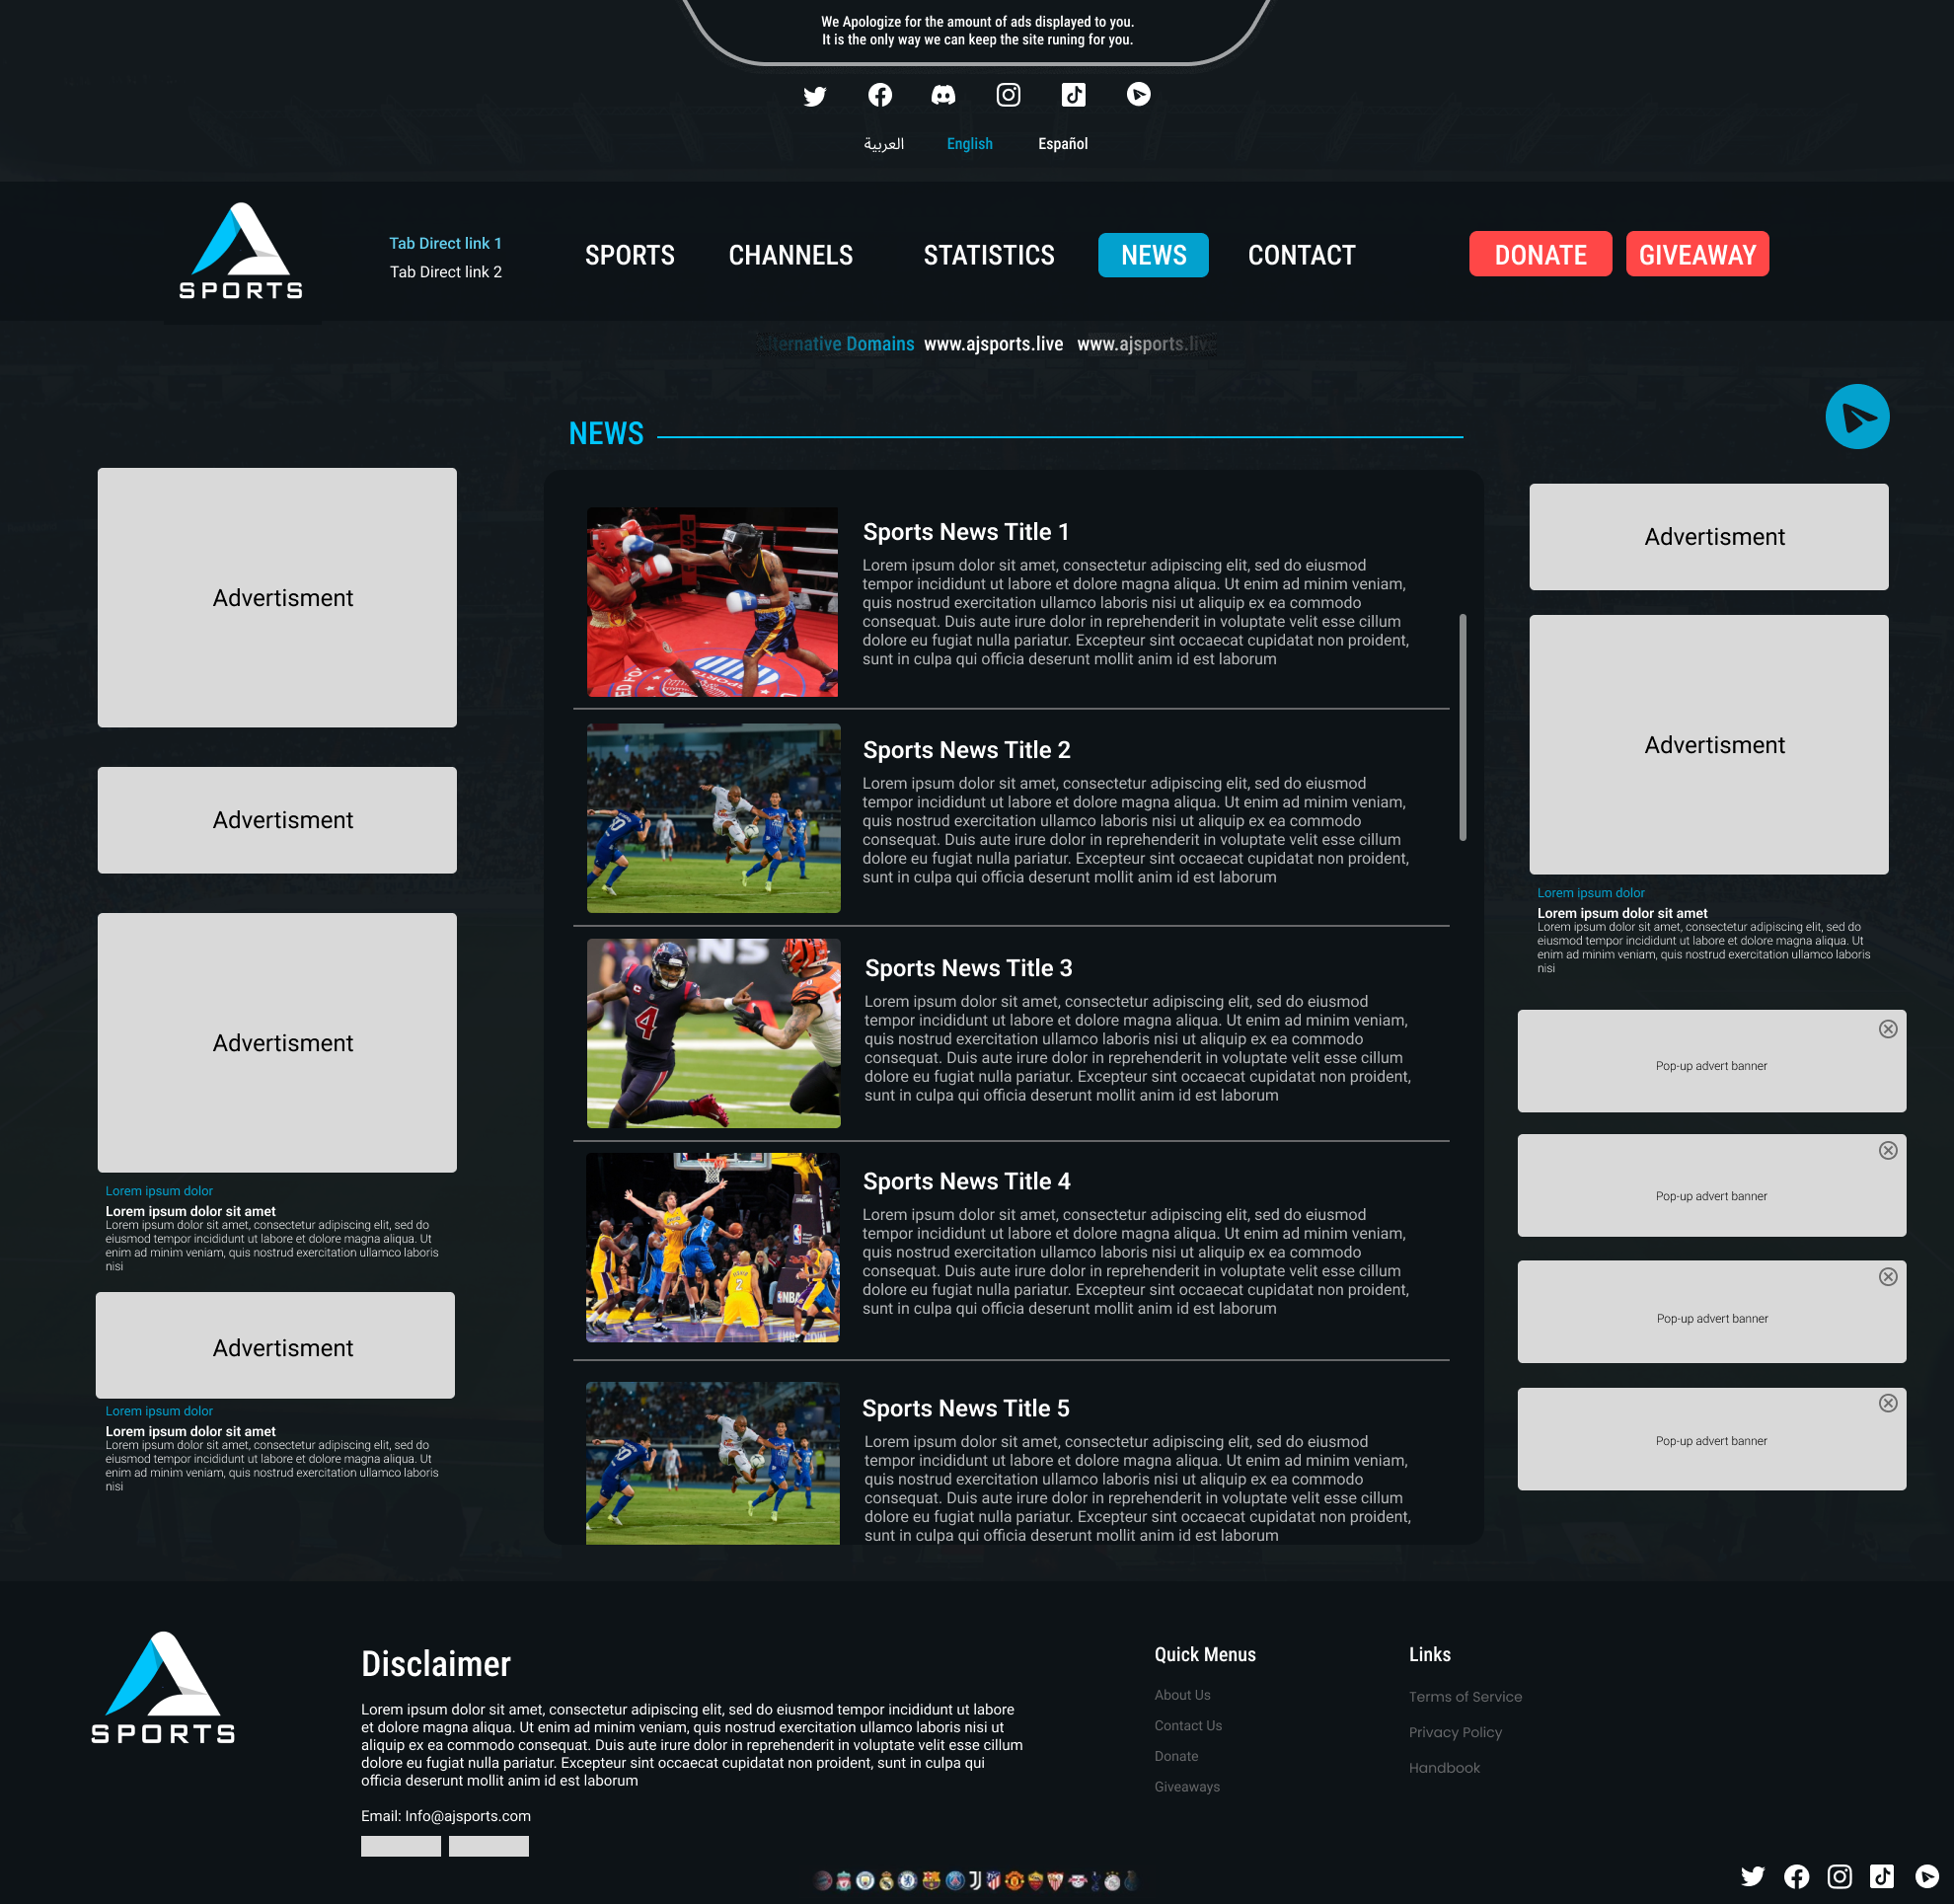 We Apologize for the amount of ads displayed to you.
It is the only way we can keep the site runing for you.
العربية English Español
SPORTS
Tab Direct link 1
Tab Direct link 2
SPORTS CHANNELS STATISTICS NEWS CONTACT DONATE GIVEAWAY
lternative Domains www.ajsports.live www.ajsports.live
NEWS
Advertisment
Advertisment
Advertisment
Lorem ipsum dolor
Lorem ipsum dolor sit amet
Lorem ipsum dolor sit amet, consectetur adipiscing elit, sed do
eiusmod tempor incididunt ut labore et dolore magna aliqua. Ut
enim ad minim veniam, quis nostrud exercitation ullamco laboris
nisi
Advertisment
Lorem ipsum dolor
Lorem ipsum dolor sit amet
Lorem ipsum dolor sit amet, consectetur adipiscing elit, sed do
eiusmod tempor incididunt ut labore et dolore magna aliqua. Ut
enim ad minim veniam, quis nostrud exercitation ullamco laboris
nisi
Sports News Title 1
Lorem ipsum dolor sit amet, consectetur adipiscing elit, sed do eiusmod
tempor incididunt ut labore et dolore magna aliqua. Ut enim ad minim veniam,
quis nostrud exercitation ullamco laboris nisi ut aliquip ex ea commodo
consequat. Duis aute irure dolor in reprehenderit in voluptate velit esse cillum
dolore eu fugiat nulla pariatur. Excepteur sint occaecat cupidatat non proident,
sunt in culpa qui officia deserunt mollit anim id est laborum
Sports News Title 2
Lorem ipsum dolor sit amet, consectetur adipiscing elit, sed do eiusmod
tempor incididunt ut labore et dolore magna aliqua. Ut enim ad minim veniam,
quis nostrud exercitation ullamco laboris nisi ut aliquip ex ea commodo
consequat. Duis aute irure dolor in reprehenderit in voluptate velit esse cillum
dolore eu fugiat nulla pariatur. Excepteur sint occaecat cupidatat non proident,
sunt in culpa qui officia deserunt mollit anim id est laborum
4
Sports News Title 3
Lorem ipsum dolor sit amet, consectetur adipiscing elit, sed do eiusmod
tempor incididunt ut labore et dolore magna aliqua. Ut enim ad minim veniam,
quis nostrud exercitation ullamco laboris nisi ut aliquip ex ea commodo
consequat. Duis aute irure dolor in reprehenderit in voluptate velit esse cillum
dolore eu fugiat nulla pariatur. Excepteur sint occaecat cupidatat non proident,
sunt in culpa qui officia deserunt mollit anim id est laborum
2
Sports News Title 4
Lorem ipsum dolor sit amet, consectetur adipiscing elit, sed do eiusmod
tempor incididunt ut labore et dolore magna aliqua. Ut enim ad minim veniam,
quis nostrud exercitation ullamco laboris nisi ut aliquip ex ea commodo
consequat. Duis aute irure dolor in reprehenderit in voluptate velit esse cillum
dolore eu fugiat nulla pariatur. Excepteur sint occaecat cupidatat non proident,
sunt in culpa qui officia deserunt mollit anim id est laborum
Sports News Title 5
Lorem ipsum dolor sit amet, consectetur adipiscing elit, sed do eiusmod
tempor incididunt ut labore et dolore magna aliqua. Ut enim ad minim veniam,
quis nostrud exercitation ullamco laboris nisi ut aliquip ex ea commodo
consequat. Duis aute irure dolor in reprehenderit in voluptate velit esse cillum
dolore eu fugiat nulla pariatur. Excepteur sint occaecat cupidatat non proident,
sunt in culpa qui officia deserunt mollit anim id est laborum
Advertisment
Advertisment
Lorem ipsum dolor
Lorem ipsum dolor sit amet
Lorem ipsum dolor sit amet, consectetur adipiscing elit, sed do
eiusmod tempor incididunt ut labore et dolore magna aliqua. Ut
enim ad minim veniam, quis nostrud exercitation ullamco laboris
nisi
Pop-up advert banner
Pop-up advert banner
Pop-up advert banner
Pop-up advert banner
SPORTS
Disclaimer
Lorem ipsum dolor sit amet, consectetur adipiscing elit, sed do eiusmod tempor incididunt ut labore
et dolore magna aliqua. Ut enim ad minim veniam, quis nostrud exercitation ullamco laboris nisi ut
aliquip ex ea commodo consequat. Duis aute irure dolor in reprehenderit in voluptate velit esse cillum
dolore eu fugiat nulla pariatur. Excepteur sint occaecat cupidatat non proident, sunt in culpa qui
officia deserunt mollit anim id est laborum
Email: Info@ajsports.com
Quick Menus
About Us
Contact Us
Donate
Giveaways
Links
Terms of Service
Privacy Policy
Handbook